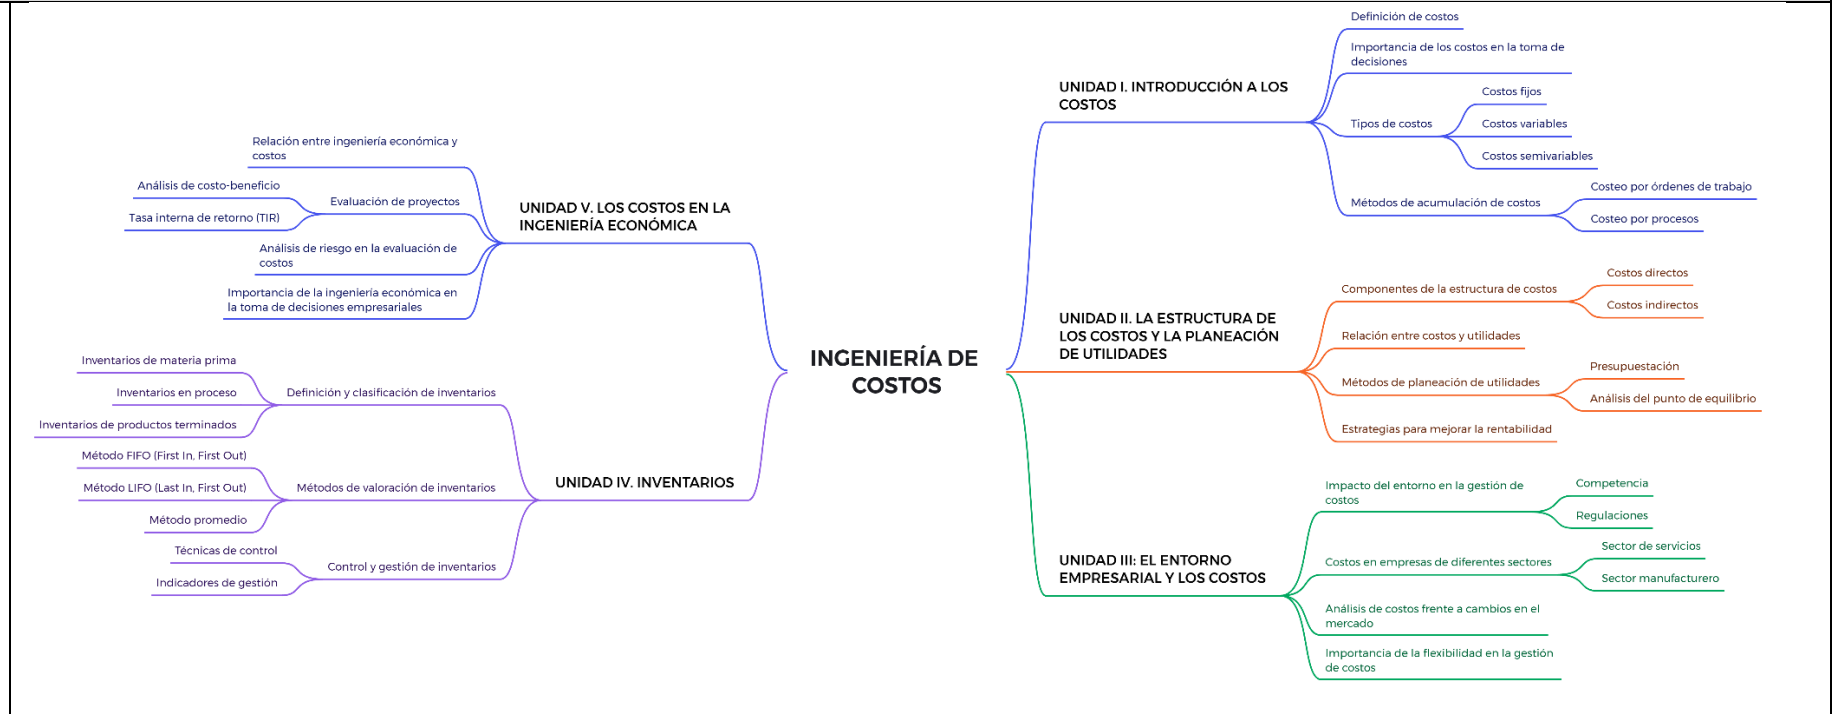 INGENIERÍA DE
COSTOS
UNIDAD I. INTRODUCCIÓN A LOS
COSTOS
Definición de costos
Importancia de los costos en la toma de
decisiones
Tipos de costos
Costos fijos
Costos variables
Costos semivariables
Métodos de acumulación de costos
Costeo por órdenes de trabajo
Costeo por procesos
UNIDAD II. LA ESTRUCTURA DE
LOS COSTOS Y LA PLANEACIÓN
DE UTILIDADES
Componentes de la estructura de costos
Costos directos
Costos indirectos
Relación entre costos y utilidades
Métodos de planeación de utilidades
Presupuestación
Análisis del punto de equilibrio
Estrategias para mejorar la rentabilidad
UNIDAD III: EL ENTORNO
EMPRESARIAL Y LOS COSTOS
Impacto del entorno en la gestión de
costos
Competencia
Regulaciones
Costos en empresas de diferentes sectores
Sector de servicios
Sector manufacturero
Análisis de costos frente a cambios en el
mercado
Importancia de la flexibilidad en la gestión
de costos
UNIDAD IV. INVENTARIOS
Definición y clasificación de inventarios
Inventarios de materia prima
Inventarios en proceso
Inventarios de productos terminados
Métodos de valoración de inventarios
Método FIFO (First In, First Out)
Método LIFO (Last In, First Out)
Método promedio
Control y gestión de inventarios
Técnicas de control
Indicadores de gestión
UNIDAD V. LOS COSTOS EN LA
INGENIERÍA ECONÓMICA
Relación entre ingeniería económica y
costos
Evaluación de proyectos
Análisis de costo-beneficio
Tasa interna de retorno (TIR)
Análisis de riesgo en la evaluación de
costos
Importancia de la ingeniería económica en
la toma de decisiones empresariales